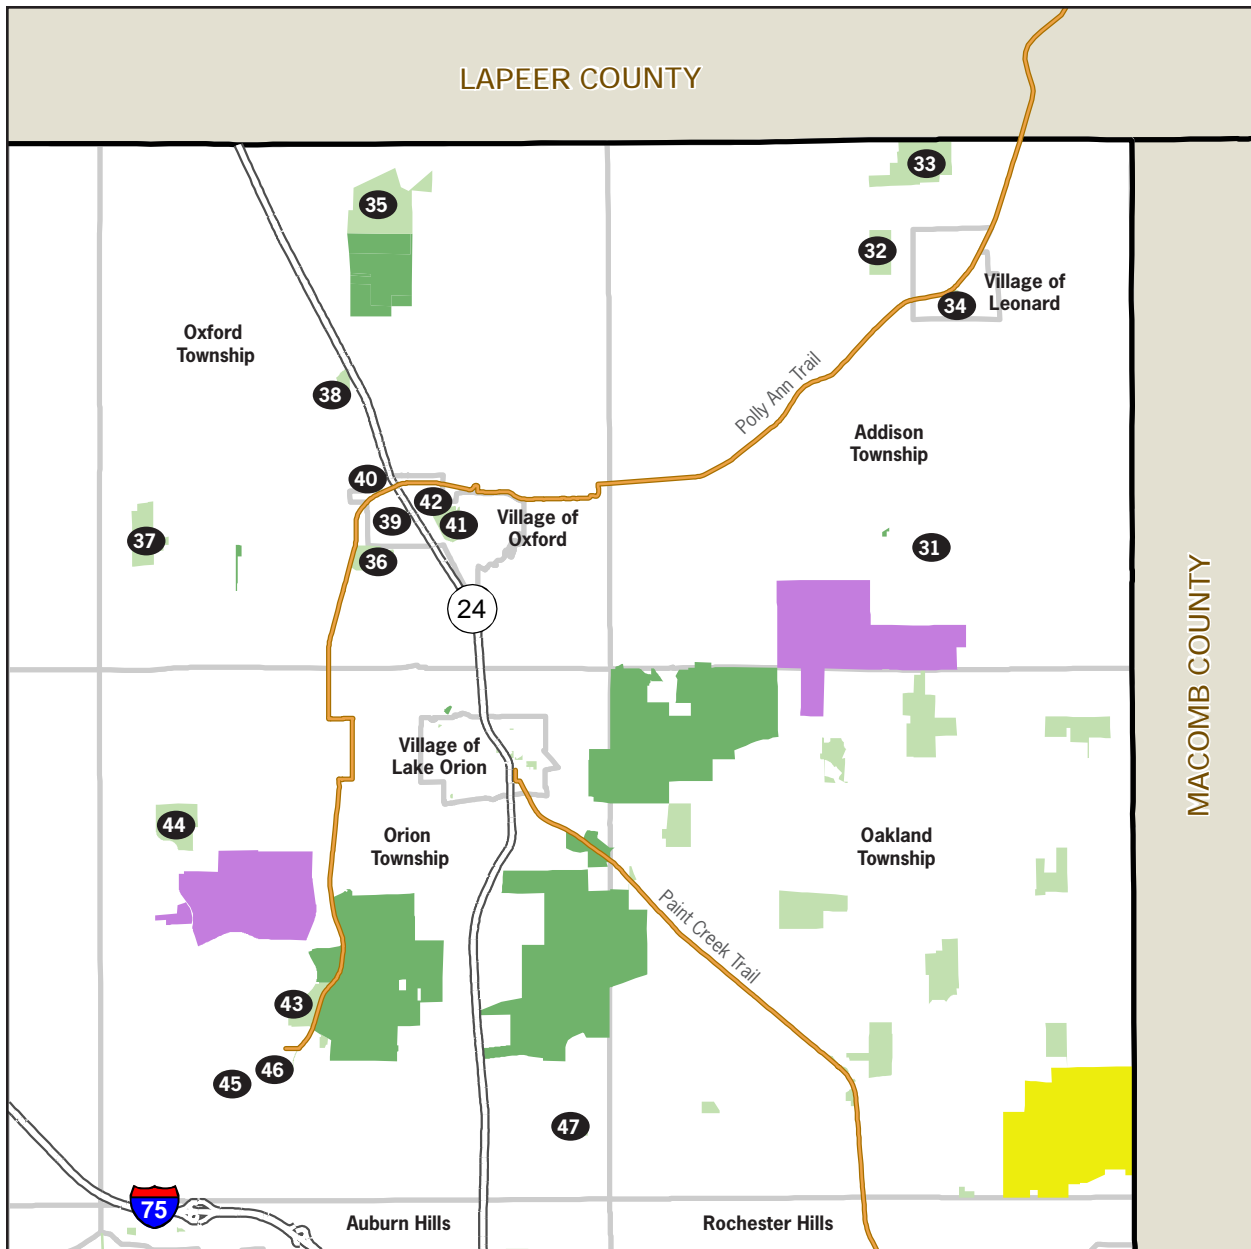 LAPEER COUNTY
33
35
32
Village of
Leonard
34
Oxford
Township
Polly Ann Trail
38
Addison
Township
40
42
39
41
Village of
Oxford
37
31
36
MACOMB COUNTY
24
Village of
Lake Orion
44
Orion
Township
Oakland
Township
Paint Creek Trail
43
46
45
47
75
Auburn Hills
Rochester Hills